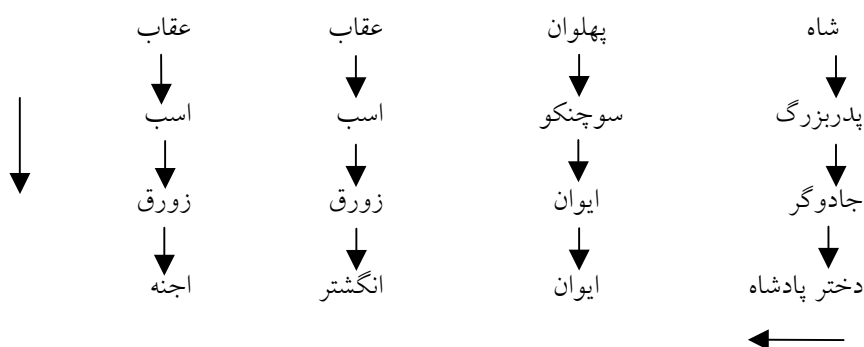 شاه پهلوان عقاب عقاب
پدربزرگ سوچنکو اسب اسب
جادوگر ایوان زورق زورق
دختر پادشاه ایوان انگشتر اجنه